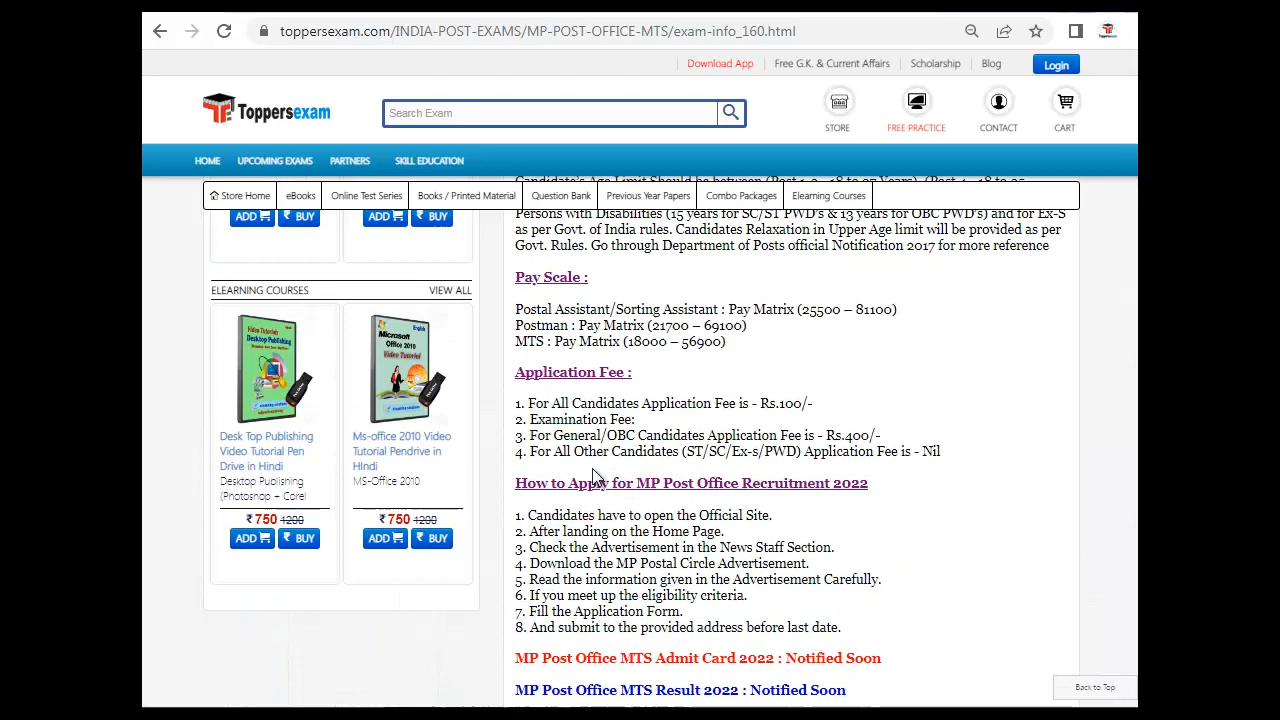 toppersexam.com/INDIA-POST-EXAMS/MP-POST-OFFICE-MTS/exam-info_160.html
Download App
Free G.K. & Current Affairs
Scholarship
Blog
Login
Toppersexam
Search Exam
STORE
FREE PRACTICE
CONTACT
CART
HOME
UPCOMING EXAMS
PARTNERS
SKILL EDUCATION
Store Home
eBooks
Online Test Series
Books / Printed Material
Question Bank
Previous Year Papers
Combo Packages
Elearning Courses
ADD
₹ BUY
ADD
₹ BUY
ELEARNING COURSES
VIEW ALL
Video Tutorials
Desktop Publishing
Microsoft Office 2010
Video Tutorial
Desk Top Publishing
Video Tutorial Pen
Drive in Hindi
Desktop Publishing
(Photoshop + Corel
₹ 750 1200
ADD
₹ BUY
Ms-office 2010 Video
Tutorial Pendrive in
HIndi
MS-Office 2010
₹ 750 1200
ADD
₹ BUY
Persons with Disabilities (15 years for SC/ST PWD's & 13 years for OBC PWD's) and for Ex-S
as per Govt. of India rules. Candidates Relaxation in Upper Age limit will be provided as per
Govt. Rules. Go through Department of Posts official Notification 2017 for more reference
Pay Scale :
Postal Assistant/Sorting Assistant : Pay Matrix (25500 – 81100)
Postman : Pay Matrix (21700 – 69100)
MTS : Pay Matrix (18000 – 56900)
Application Fee :
1. For All Candidates Application Fee is - Rs.100/-
2. Examination Fee:
3. For General/OBC Candidates Application Fee is - Rs.400/-
4. For All Other Candidates (ST/SC/Ex-s/PWD) Application Fee is - Nil
How to Apply for MP Post Office Recruitment 2022
1. Candidates have to open the Official Site.
2. After landing on the Home Page.
3. Check the Advertisement in the News Staff Section.
4. Download the MP Postal Circle Advertisement.
5. Read the information given in the Advertisement Carefully.
6. If you meet up the eligibility criteria.
7. Fill the Application Form.
8. And submit to the provided address before last date.
MP Post Office MTS Admit Card 2022 : Notified Soon
MP Post Office MTS Result 2022 : Notified Soon
Back to Top